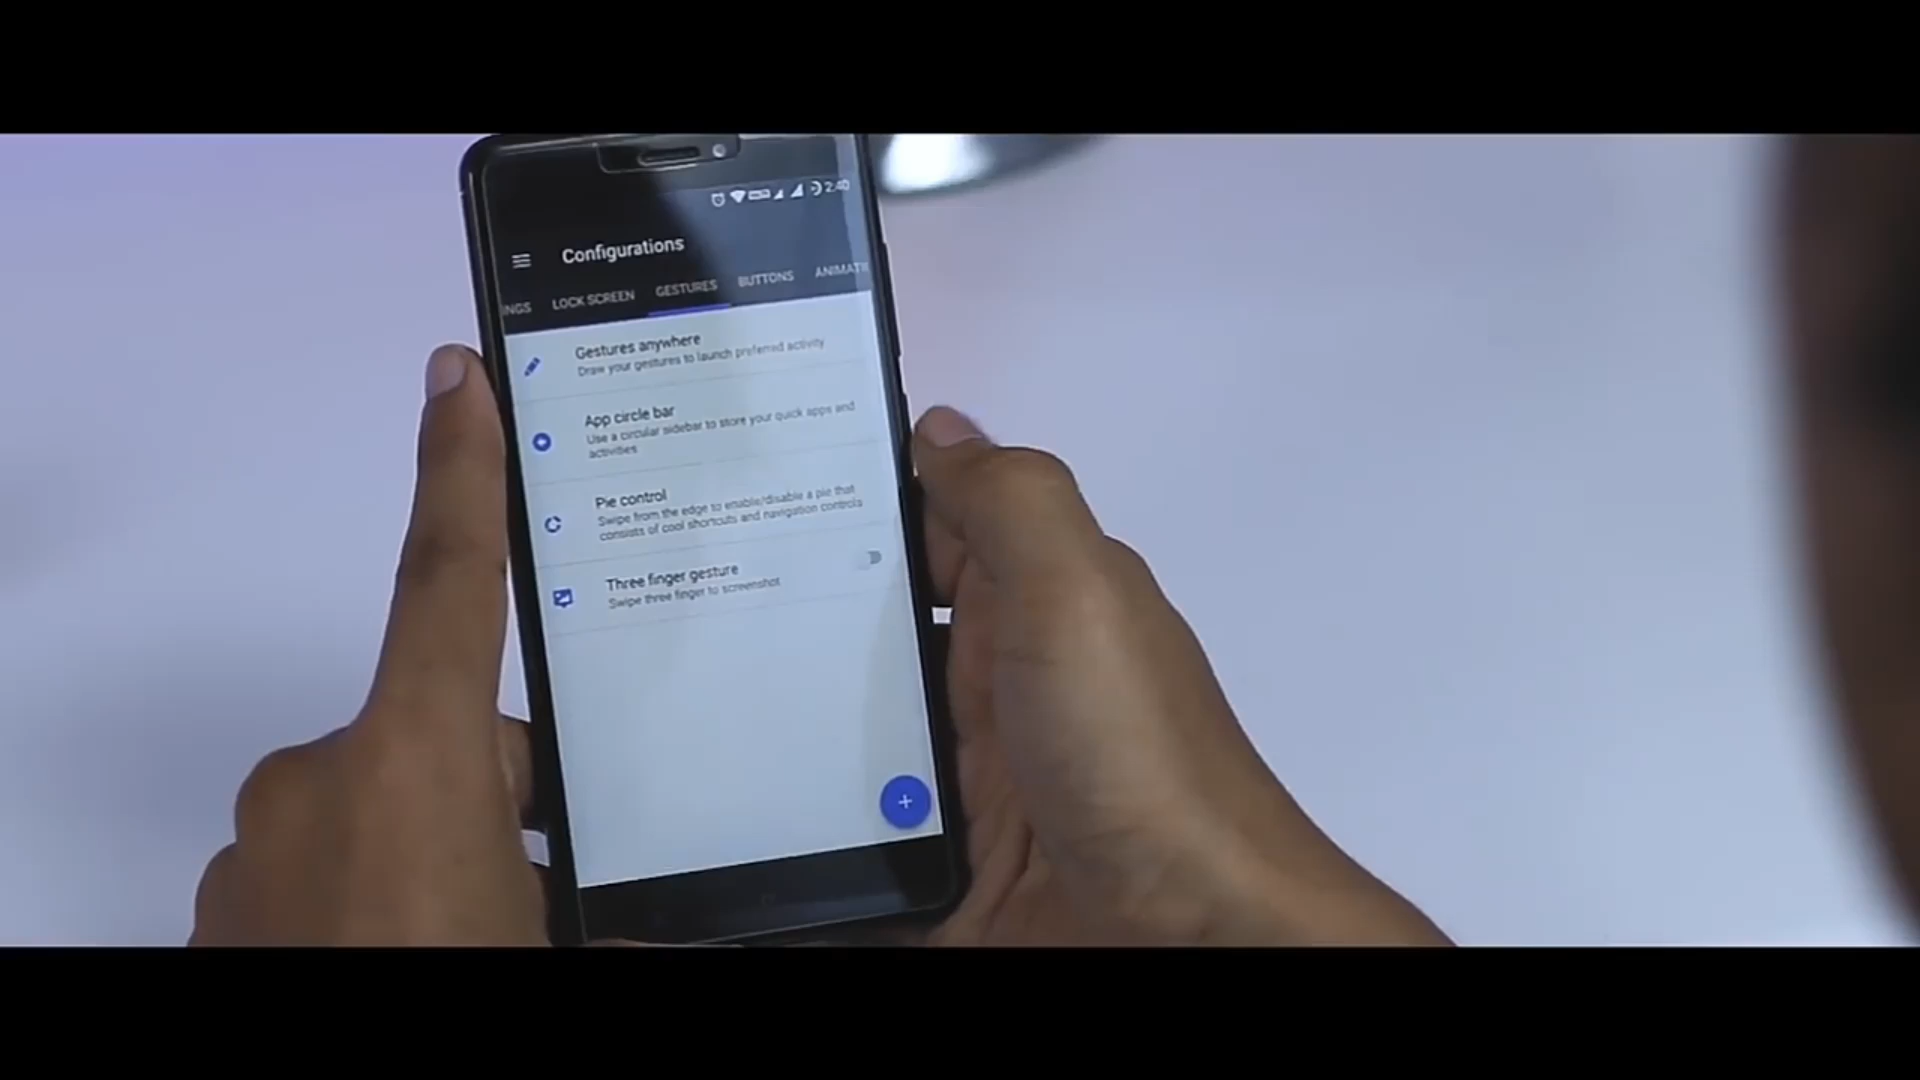 2:40
Configurations
INGS LOCK SCREEN GESTURES BUTTONS ANIMATI
Gestures anywhere
Draw your gestures to launch preferred activity
App circle bar
Use a circular sidebar to store your quick apps and
activities
Pie control
Swipe from the edge to enable/disable a pie that
consists of cool shortcuts and navigation controls
Three finger gesture
Swipe three finger to screenshot